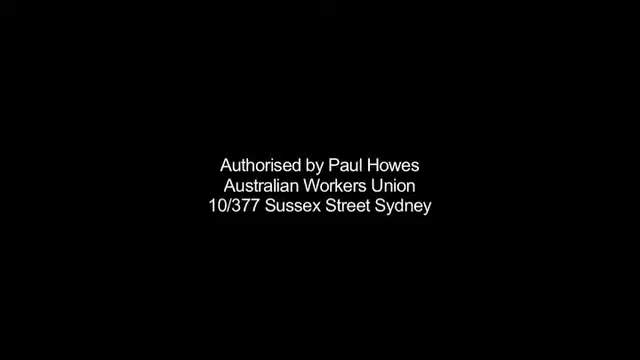 Authorised by Paul Howes
Australian Workers Union
10/377 Sussex Street Sydney